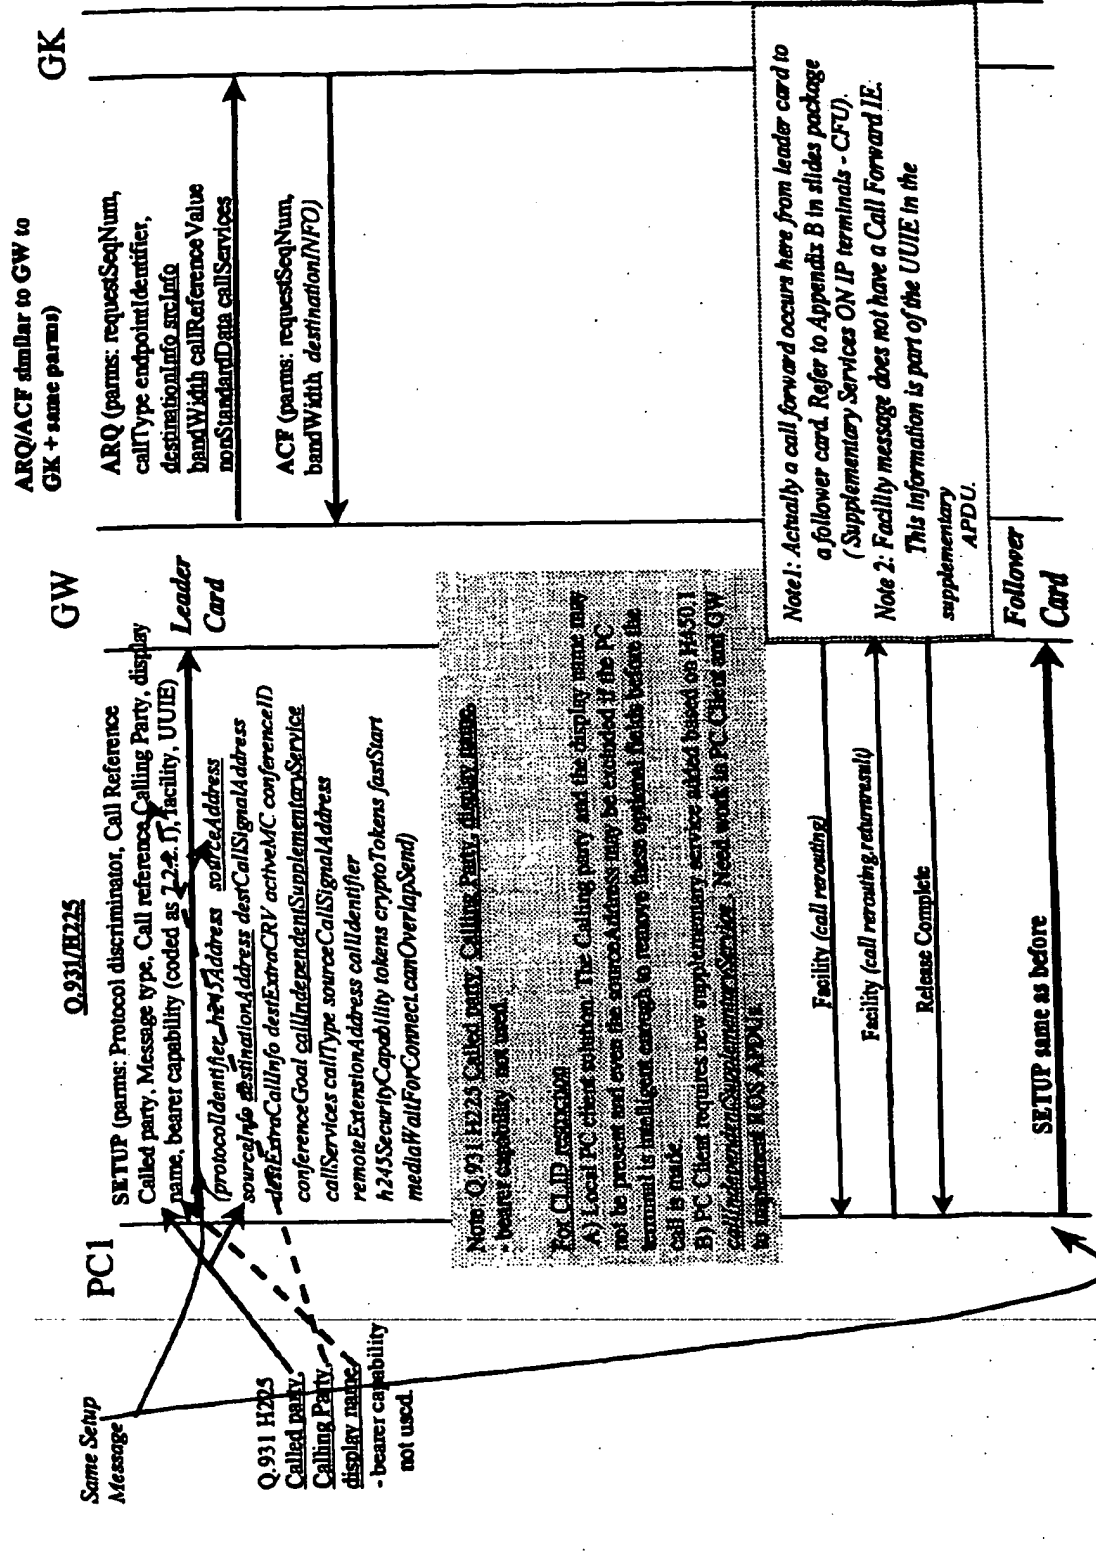 ARQ/ACF similar to GW to
GK + same parms)
Q.931/H225
PC1
GW
GK
SETUP (parms: Protocol discriminator, Call Reference
Called party, Message type, Call reference Calling Party, display
name, bearer capability (coded as 7.2.2.1), facility, UUIE)
(protocolIdentifier h245Address sourceAddress
sourceInfo destinationAddress destCallSignalAddress
destExtraCallInfo destExtraCRV activeMC conferenceID
conferenceGoal callIndependentSupplementaryService
callServices callType sourceCallSignalAddress
remoteExtensionAddress callIdentifier
h245SecurityCapability tokens cryptoTokens fastStart
mediaWaitForConnect canOverlapSend)
Leader
Card
ARQ (parms: requestSeqNum,
callType endpointIdentifier,
destinationInfo srcInfo
bandWidth callReferenceValue
nonStandardData callServices
ACF (parms: requestSeqNum,
bandWidth, destinationINFO)
Same Setup
Message
Q.931 H225
Called party,
Calling Party,
display name,
- bearer capability
not used.
Note: Q.931 H225 Called party, Calling Party, display name,
- bearer capability not used.
For CLID restriction
A) Local PC client solution. The Calling party and the display name may
not be present and even the sourceAddress may be excluded if the PC
terminal is intelligent enough to remove these optional fields before the
call is made.
B) PC Client requires new supplementary service added based on H450.1
callIndependentSupplementaryService. Need work in PC Client and GW
to implement ROS APDUs.
Note1: Actually a call forward occurs here from leader card to
a follower card. Refer to Appendix B in slides package
(Supplementary Services ON IP terminals - CFU).
Note 2: Facility message does not have a Call Forward IE.
This information is part of the UUIE in the
supplementary
APDU.
Facility (call rerouting)
Facility (call rerouting.returnresult)
Release Complete
Follower
Card
SETUP same as before